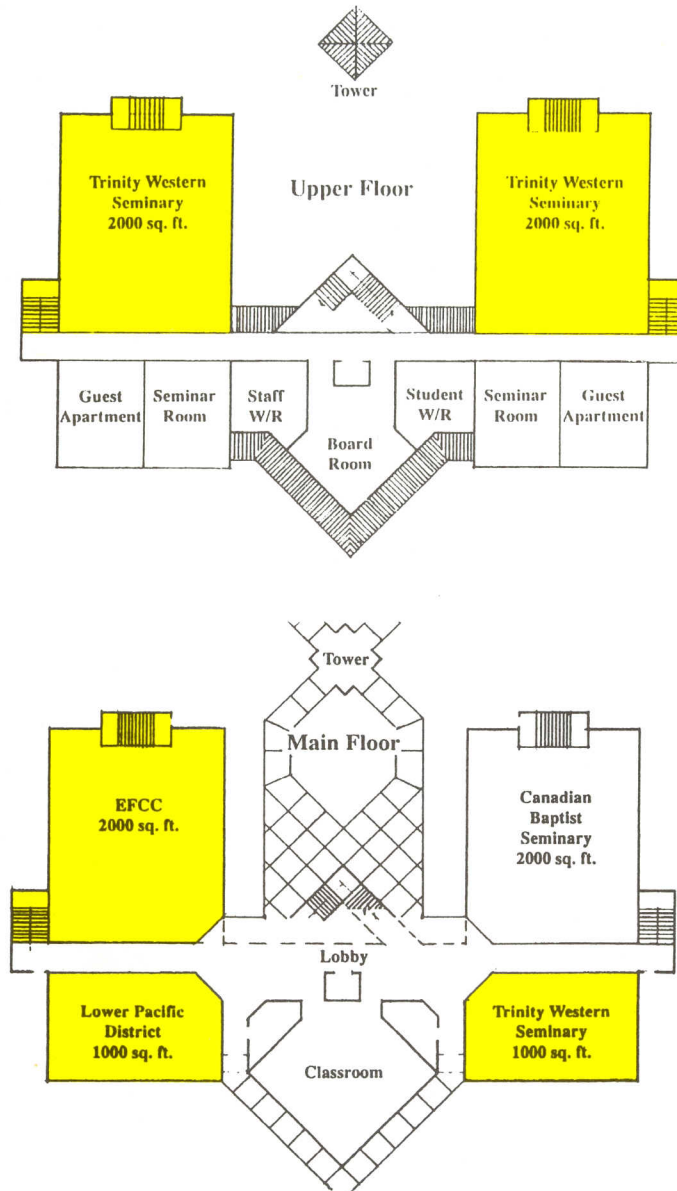 Tower
Upper Floor
Trinity Western
Seminary
2000 sq. ft.
Trinity Western
Seminary
2000 sq. ft.
Guest
Apartment
Seminar
Room
Staff
W/R
Board
Room
Student
W/R
Seminar
Room
Guest
Apartment
Tower
Main Floor
EFCC
2000 sq. ft.
Canadian
Baptist
Seminary
2000 sq. ft.
Lobby
Lower Pacific
District
1000 sq. ft.
Classroom
Trinity Western
Seminary
1000 sq. ft.